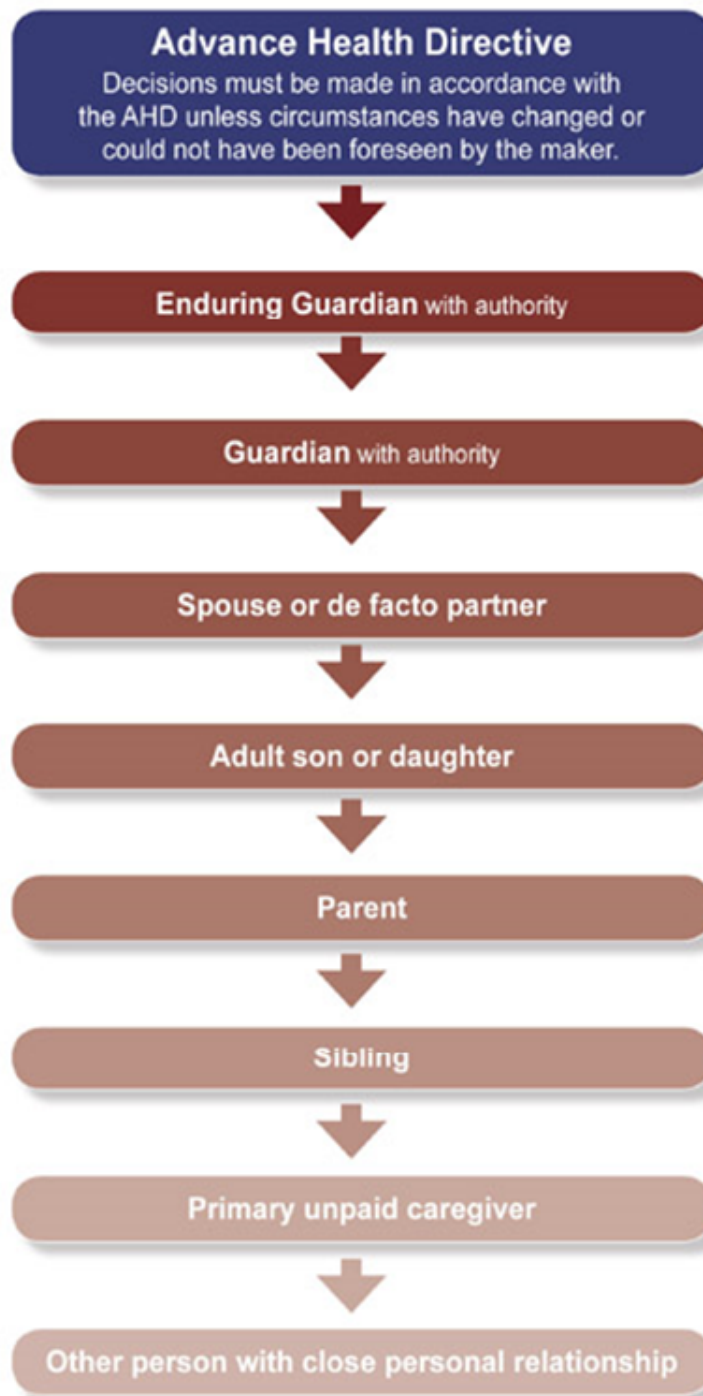 Advance Health Directive
Decisions must be made in accordance with
the AHD unless circumstances have changed or
could not have been foreseen by the maker.
Enduring Guardian with authority
Guardian with authority
Spouse or de facto partner
Adult son or daughter
Parent
Sibling
Primary unpaid caregiver
Other person with close personal relationship